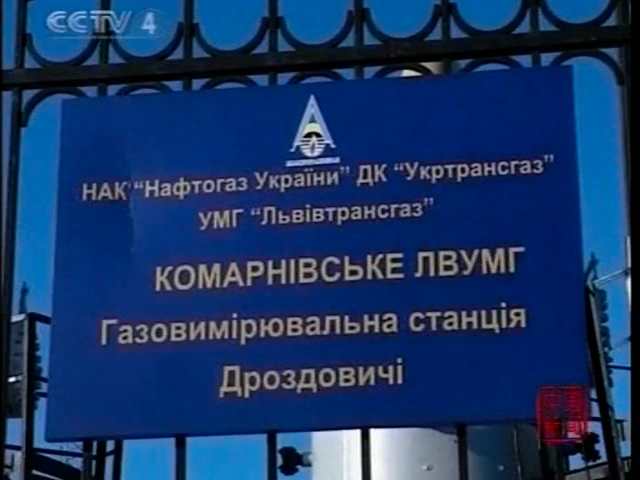 CCTV 4
НАК "Нафтогаз України" ДК "Укртрансгаз"
УМГ "Львівтрансгаз"
КОМАРНІВСЬКЕ ЛВУМГ
Газовимірювальна станція
Дроздовичі